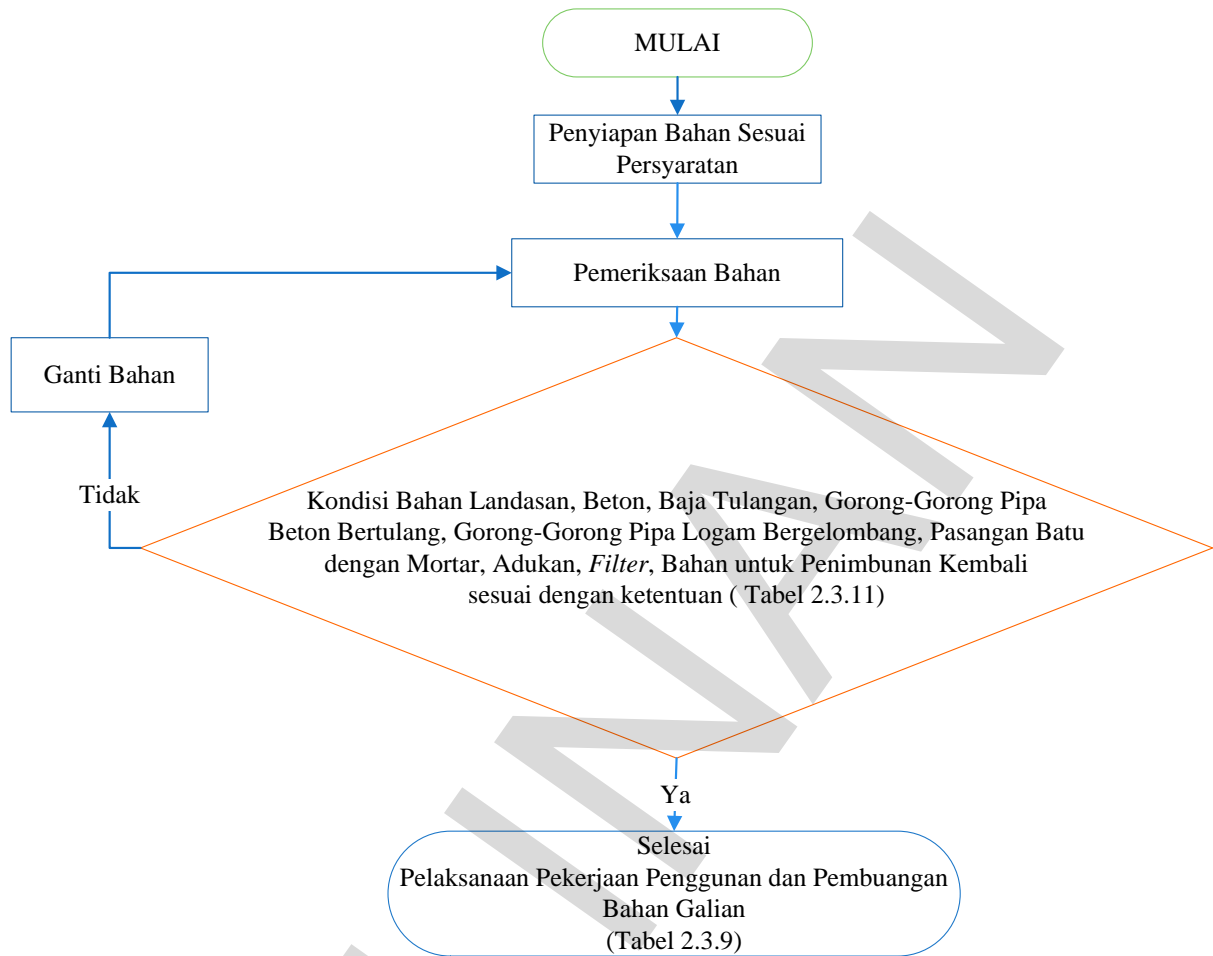 MULAI
Penyiapan Bahan Sesuai
Persyaratan
Pemeriksaan Bahan
Ganti Bahan
Tidak
Kondisi Bahan Landasan, Beton, Baja Tulangan, Gorong-Gorong Pipa
Beton Bertulang, Gorong-Gorong Pipa Logam Bergelombang, Pasangan Batu
dengan Mortar, Adukan, Filter, Bahan untuk Penimbunan Kembali
sesuai dengan ketentuan ( Tabel 2.3.11)
Ya
Selesai
Pelaksanaan Pekerjaan Penggunan dan Pembuangan
Bahan Galian
(Tabel 2.3.9)
INAN